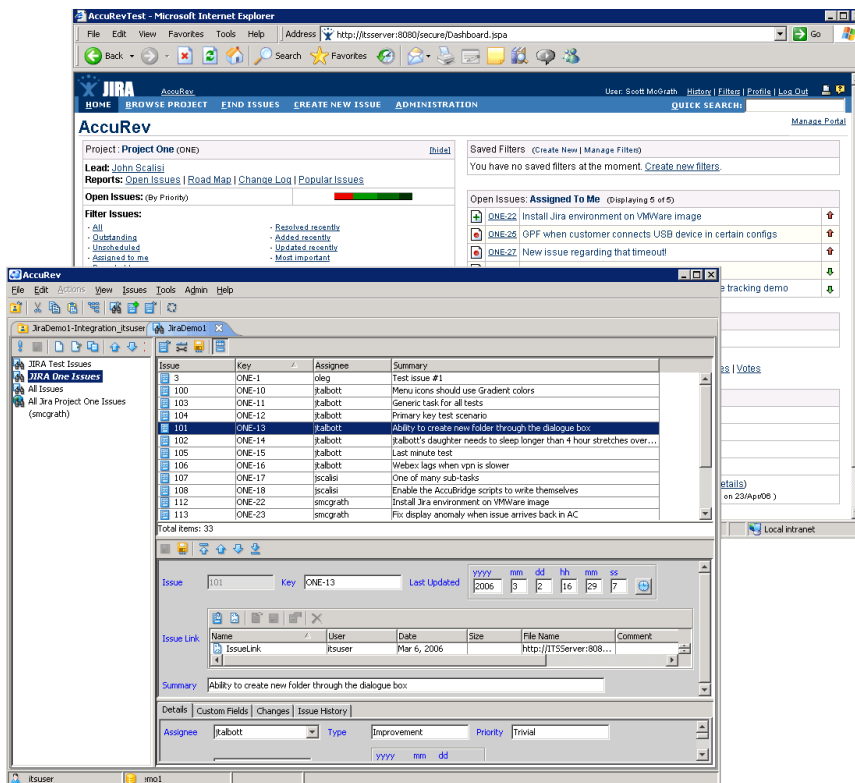 AccuRevTest - Microsoft Internet Explorer
File Edit View Favorites Tools Help Address http://itsserver:8080/secure/Dashboard.jspa Go
Back Search Favorites
JIRA AccuRev User: Scott McGrath History | Filters | Profile | Log Out
HOME BROWSE PROJECT FIND ISSUES CREATE NEW ISSUE ADMINISTRATION QUICK SEARCH:
AccuRev Manage Portal
Project: Project One (ONE) [hide]
Lead: John Scalisi
Reports: Open Issues | Road Map | Change Log | Popular Issues
Open Issues: (By Priority)
Filter Issues:
- All - Resolved recently
- Outstanding - Added recently
- Unscheduled - Updated recently
- Assigned to me - Most important
Saved Filters (Create New | Manage Filters)
You have no saved filters at the moment. Create new filters.
Open Issues: Assigned To Me (Displaying 5 of 5)
ONE-22 Install Jira environment on VMWare image
ONE-26 GPF when customer connects USB device in certain configs
ONE-27 New issue regarding that timeout!
e tracking demo
es | Votes
etails)
on 23/Apr/06 )
Local intranet
AccuRev
File Edit Actions View Issues Tools Admin Help
JiraDemo1-Integration_itsuser JiraDemo1
JIRA Test Issues
JIRA One Issues
All Issues
All Jira Project One Issues
(smcgrath)
Issue Key Assignee Summary
3 ONE-1 oleg Test issue #1
100 ONE-10 jtalbott Menu icons should use Gradient colors
103 ONE-11 jtalbott Generic task for all tests
104 ONE-12 jtalbott Primary key test scenario
101 ONE-13 jtalbott Ability to create new folder through the dialogue box
102 ONE-14 jtalbott jtalbott's daughter needs to sleep longer than 4 hour stretches over...
105 ONE-15 jtalbott Last minute test
106 ONE-16 jtalbott Webex lags when vpn is slower
107 ONE-17 jscalisi One of many sub-tasks
108 ONE-18 jscalisi Enable the AccuBridge scripts to write themselves
112 ONE-22 smcgrath Install Jira environment on VMWare image
113 ONE-23 smcgrath Fix display anomaly when issue arrives back in AC
Total items: 33
yyyy mm dd hh mm ss
Issue 101 Key ONE-13 Last Updated 2006 3 2 16 29 7
Issue Link
Name User Date Size File Name Comment
IssueLink itsuser Mar 6, 2006 http://ITSServer:808...
Summary Ability to create new folder through the dialogue box
Details Custom Fields Changes Issue History
Assignee jtalbott Type Improvement Priority Trivial
yyyy mm dd
itsuser mo1